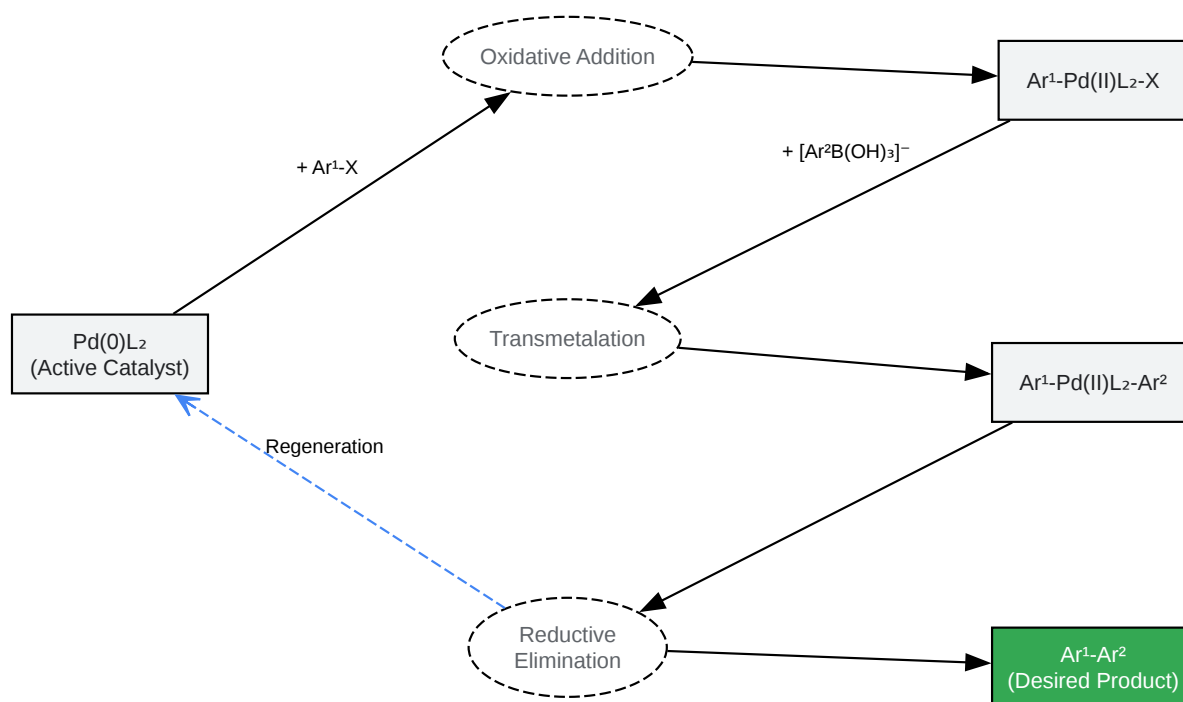 Oxidative Addition
Ar¹-Pd(II)L₂-X
+ [Ar²B(OH)₃]⁻
+ Ar¹-X
Pd(0)L₂
(Active Catalyst)
Transmetalation
Ar¹-Pd(II)L₂-Ar²
Regeneration
Reductive
Elimination
Ar¹-Ar²
(Desired Product)